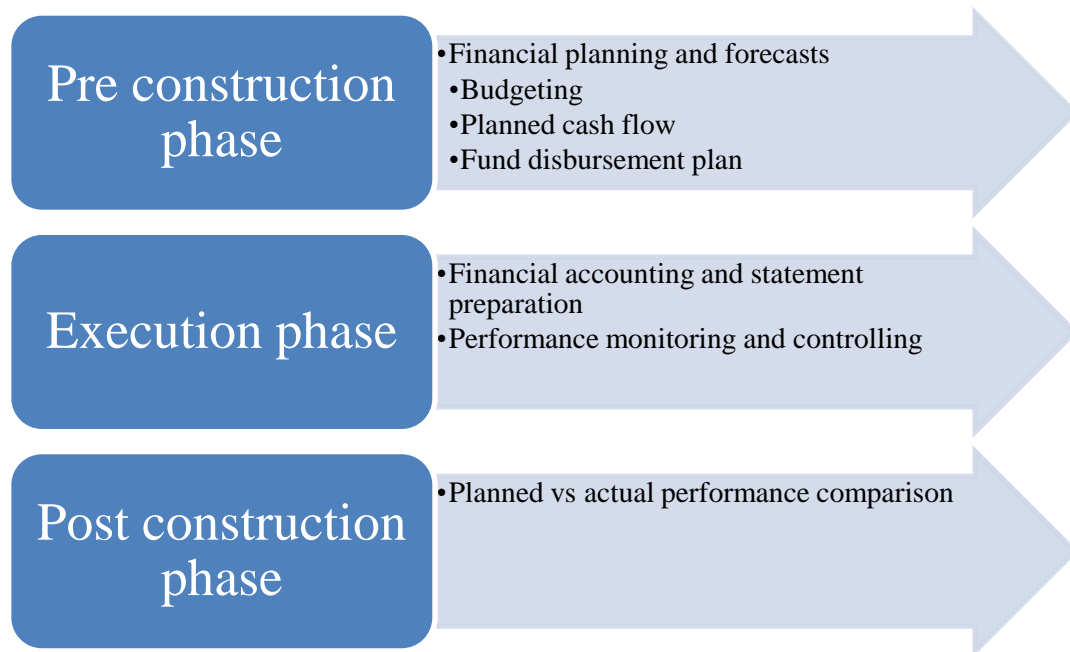 Pre construction
phase
•Financial planning and forecasts
•Budgeting
•Planned cash flow
•Fund disbursement plan
Execution phase
•Financial accounting and statement
preparation
•Performance monitoring and controlling
Post construction
phase
•Planned vs actual performance comparison